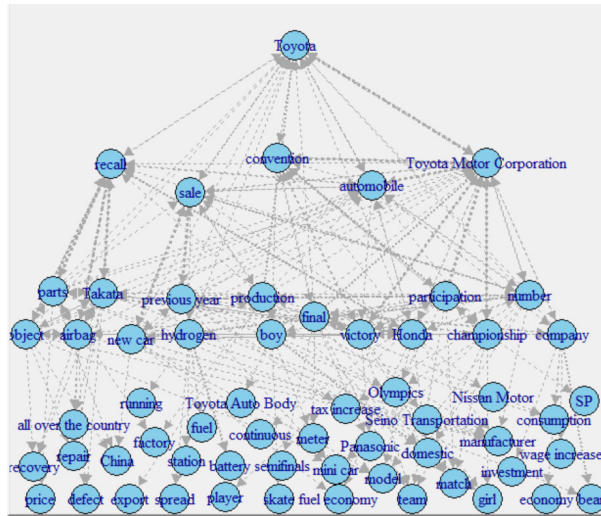 Toyota
recall
convention
Toyota Motor Corporation
sale
automobile
parts
Takata
previous year
production
participation
number
final
object
airbag
new car
hydrogen
boy
victory
Honda
championship
company
Olympics
Nissan Motor
SP
running
Toyota Auto Body
tax increase
Seino Transportation
consumption
all over the country
fuel
continuous
meter
factory
Panasonic
manufacturer
domestic
wage increase
repair
recovery
China
station
battery
semifinals
mini car
model
match
investment
price
defect
export
spread
player
skate
fuel economy
team
girl
economy
bear